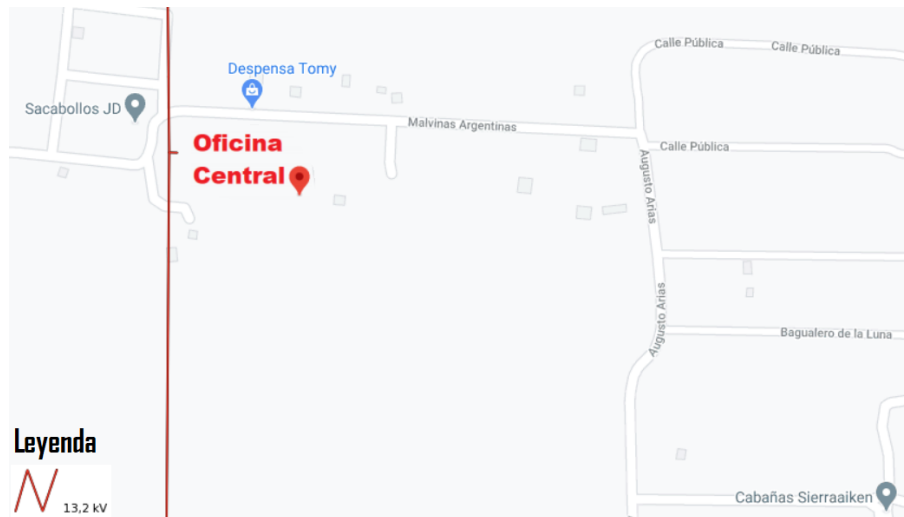 Calle Pública
Calle Pública
Despensa Tomy
Sacabollos JD
Malvinas Argentinas
Oficina
Central
Calle Pública
Augusto Arias
Augusto Arias
Bagualero de la Luna
Leyenda
13,2 kV
Cabañas Sierraaiken